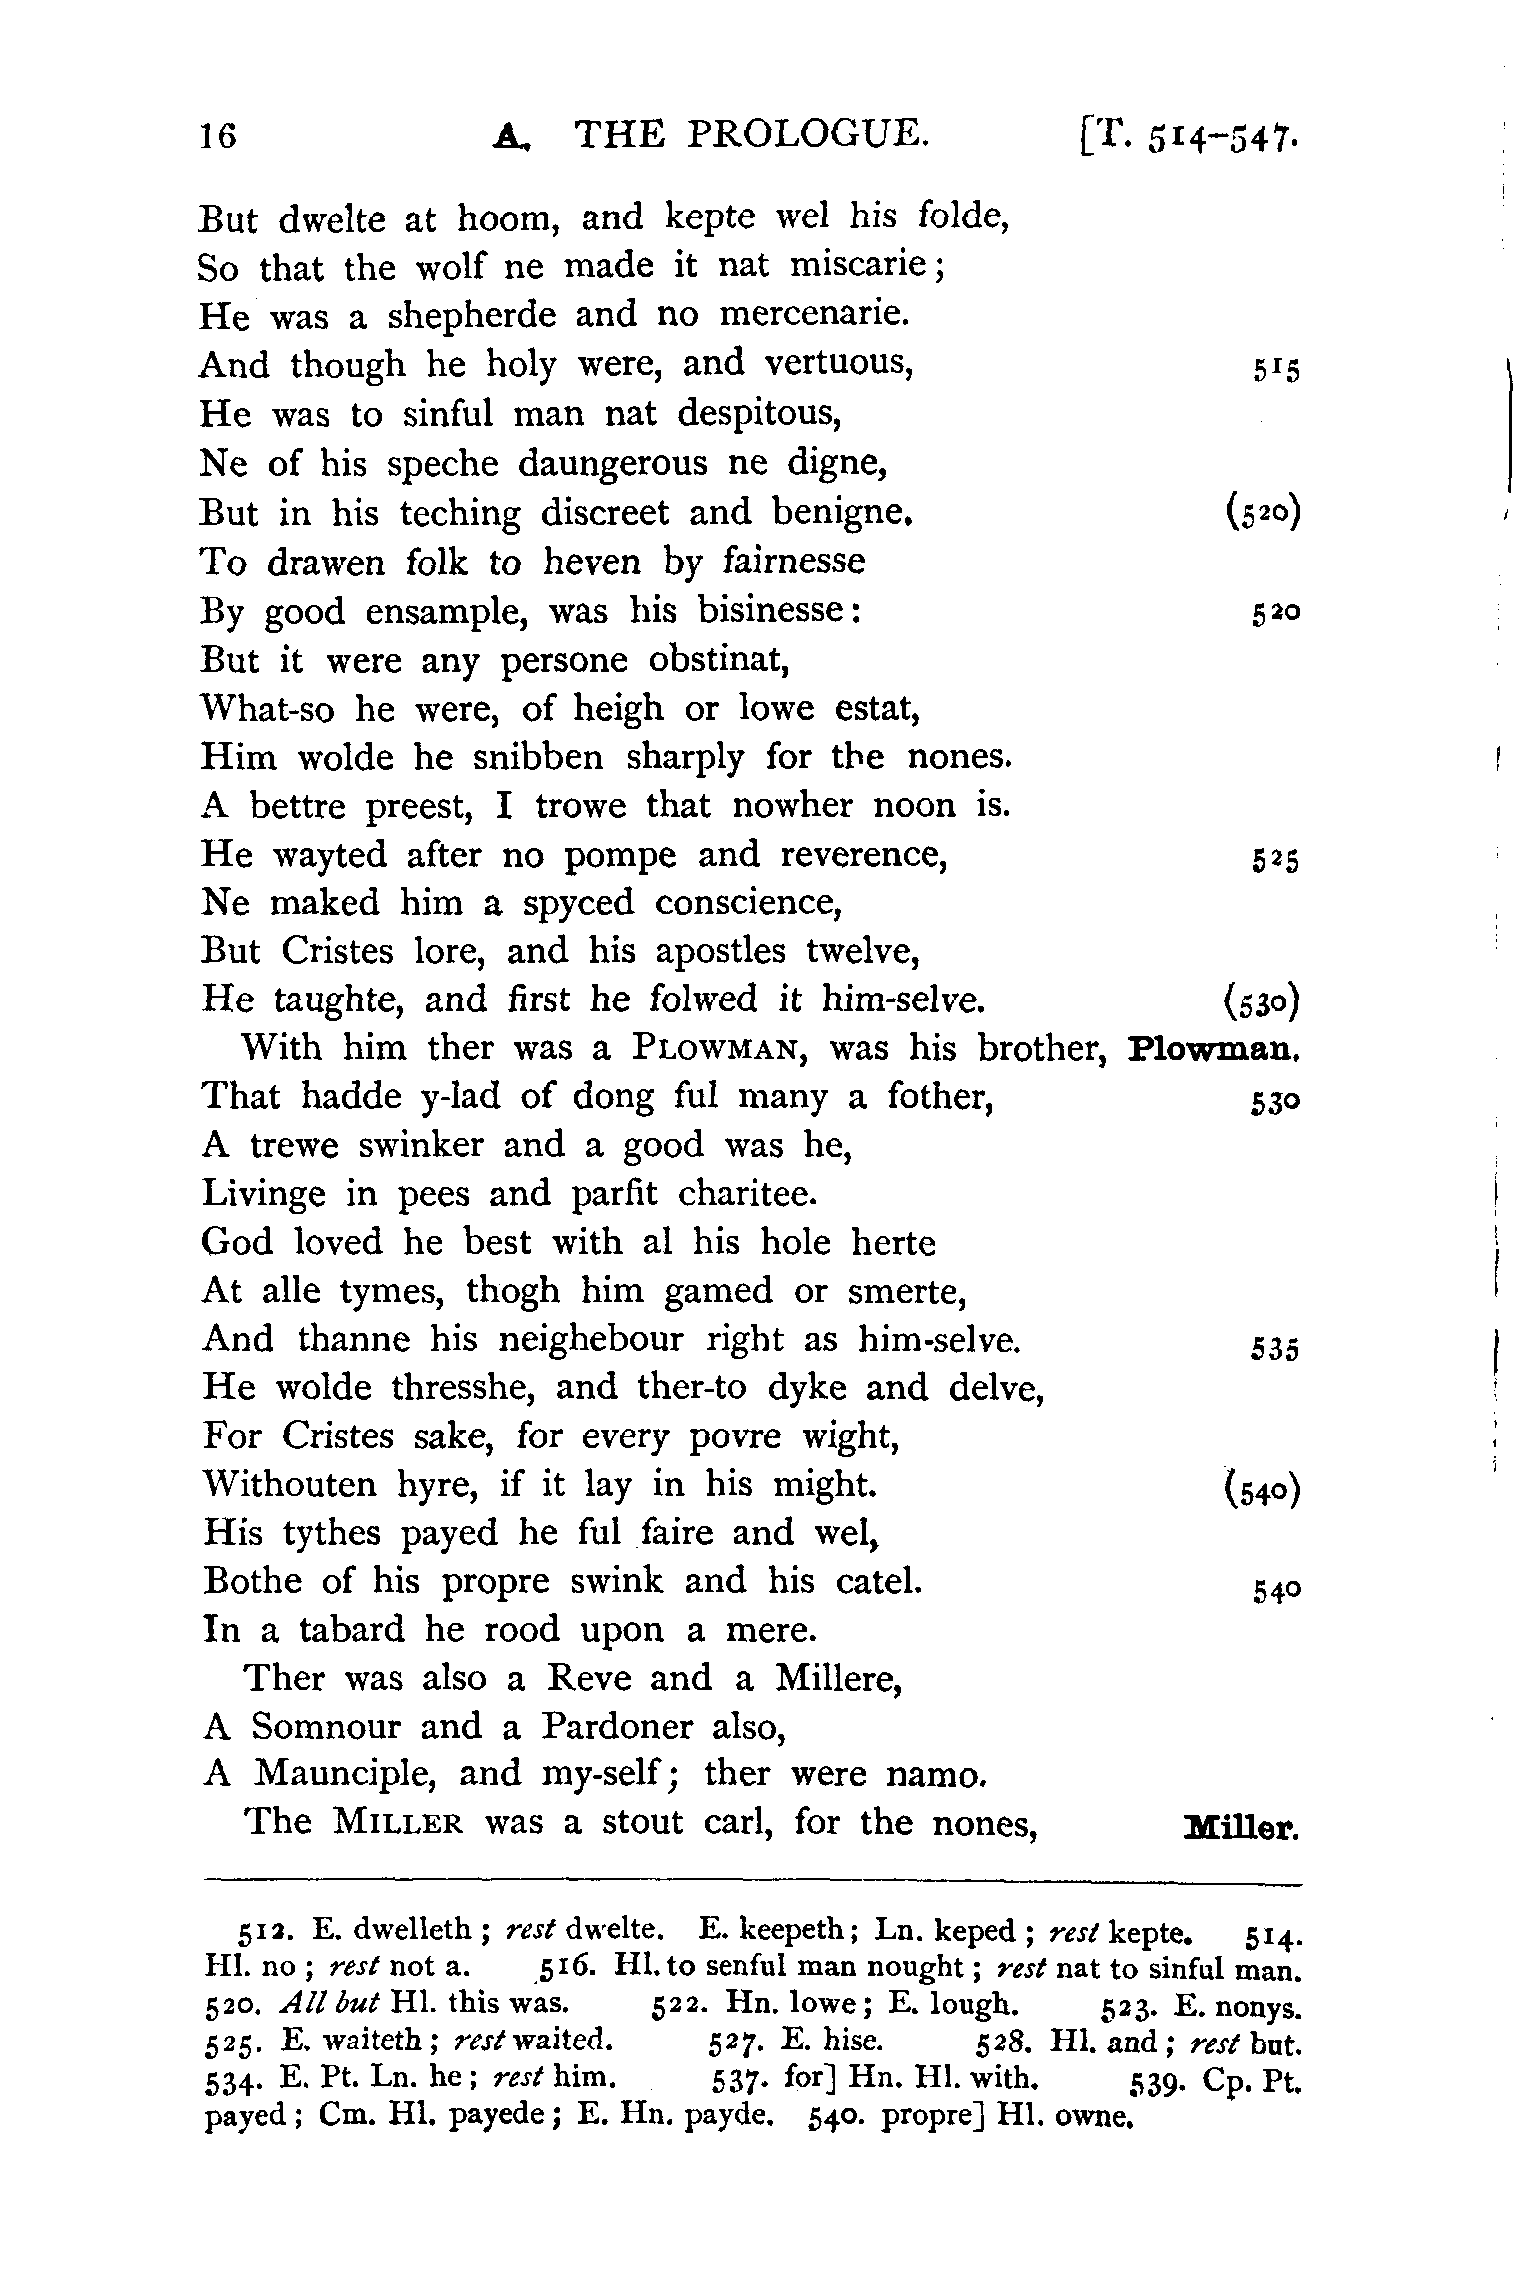 16 A. THE PROLOGUE. [T. 514-547.
But dwelte at hoom, and kepte wel his folde,
So that the wolf ne made it nat miscarie;
He was a shepherde and no mercenarie.
And though he holy were, and vertuous, 515
He was to sinful man nat despitous,
Ne of his speche daungerous ne digne,
But in his teching discreet and benigne. (520)
To drawen folk to heven by fairnesse
By good ensample, was his bisinesse: 520
But it were any persone obstinat,
What-so he were, of heigh or lowe estat,
Him wolde he snibben sharply for the nones.
A bettre preest, I trowe that nowher noon is.
He wayted after no pompe and reverence, 525
Ne maked him a spyced conscience,
But Cristes lore, and his apostles twelve,
He taughte, and first he folwed it him-selve. (530)
With him ther was a PLOWMAN, was his brother, Plowman.
That hadde y-lad of dong ful many a fother, 530
A trewe swinker and a good was he,
Livinge in pees and parfit charitee.
God loved he best with al his hole herte
At alle tymes, thogh him gamed or smerte,
And thanne his neighebour right as him-selve. 535
He wolde thresshe, and ther-to dyke and delve,
For Cristes sake, for every povre wight,
Withouten hyre, if it lay in his might. (540)
His tythes payed he ful faire and wel,
Bothe of his propre swink and his catel. 540
In a tabard he rood upon a mere.
Ther was also a Reve and a Millere,
A Somnour and a Pardoner also,
A Maunciple, and my-self; ther were namo.
The MILLER was a stout carl, for the nones, Miller.
512. E. dwelleth; rest dwelte. E. keepeth; Ln. keped; rest kepte. 514.
Hl. no; rest not a. 516. Hl. to senful man nought; rest nat to sinful man.
520. All but Hl. this was. 522. Hn. lowe; E. lough. 523. E. nonys.
525. E. waiteth; rest waited. 527. E. hise. 528. Hl. and; rest but.
534. E. Pt. Ln. he; rest him. 537. for] Hn. Hl. with. 539. Cp. Pt.
payed; Cm. Hl. payede; E. Hn. payde. 540. propre] Hl. owne.